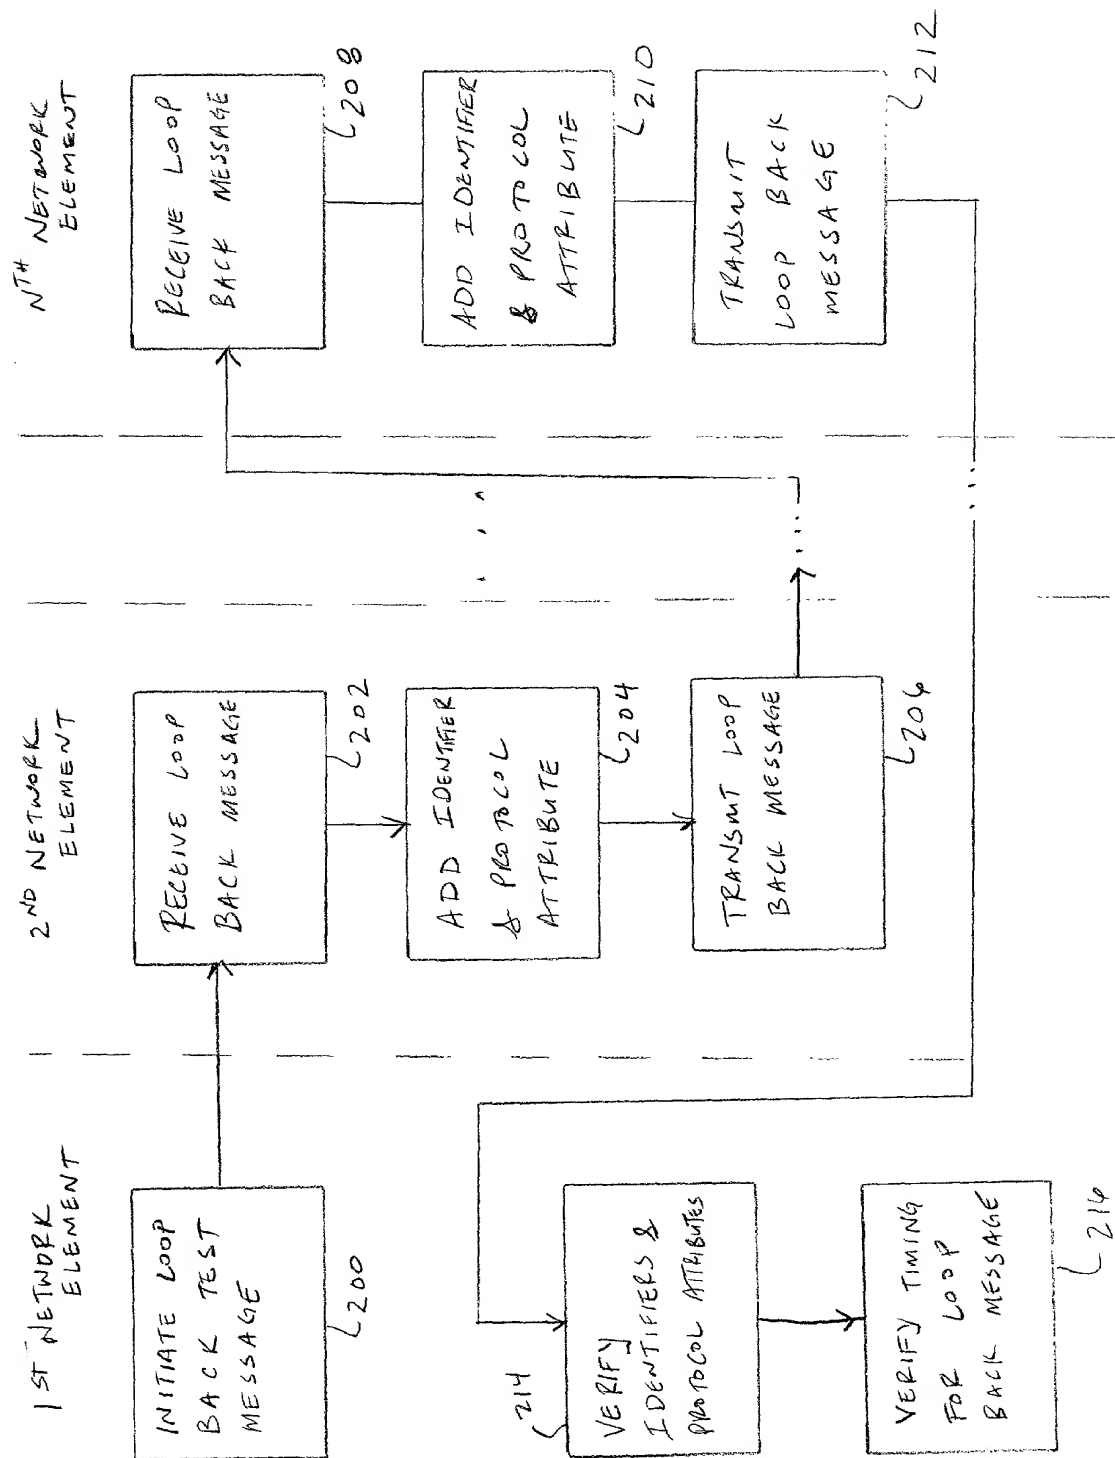 1ST NETWORK
ELEMENT
INITIATE LOOP
BACK TEST
MESSAGE
200
214
VERIFY
IDENTIFIERS &
PROTOCOL ATTRIBUTES
VERIFY TIMING
FOR LOOP
BACK MESSAGE
216
2ND NETWORK
ELEMENT
RECEIVE LOOP
BACK MESSAGE
202
ADD IDENTIFIER
& PROTOCOL
ATTRIBUTE
204
TRANSMT LOOP
BACK MESSAGE
206
. . .
NTH NETWORK
ELEMENT
RECEIVE LOOP
BACK MESSAGE
208
ADD IDENTIFIER
& PROTOCOL
ATTRIBUTE
210
TRANSMIT
LOOP BACK
MESSAGE
212